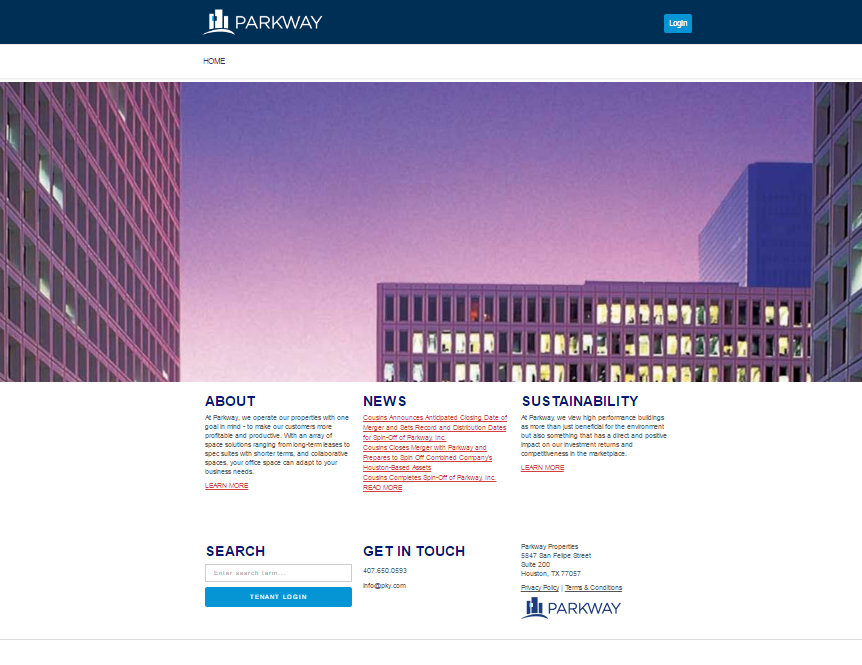 PARKWAY
Login
HOME
ABOUT
At Parkway, we operate our properties with one
goal in mind - to make our customers more
profitable and productive. With an array of
space solutions ranging from long-term leases to
spec suites with shorter terms, and collaborative
spaces, your office space can adapt to your
business needs.
LEARN MORE
NEWS
Cousins Announces Anticipated Closing Date of
Merger and Sets Record and Distribution Dates
for Spin-Off of Parkway, Inc.
Cousins Closes Merger with Parkway and
Prepares to Spin Off Combined Company's
Houston-Based Assets
Cousins Completes Spin-Off of Parkway, Inc.
READ MORE
SUSTAINABILITY
At Parkway, we view high performance buildings
as more than just beneficial for the environment
but also something that has a direct and positive
impact on our investment returns and
competitiveness in the marketplace.
LEARN MORE
SEARCH
Enter search term...
TENANT LOGIN
GET IN TOUCH
407.650.0593
info@pky.com
Parkway Properties
5847 San Felipe Street
Suite 200
Houston, TX 77057
Privacy Policy | Terms & Conditions
PARKWAY